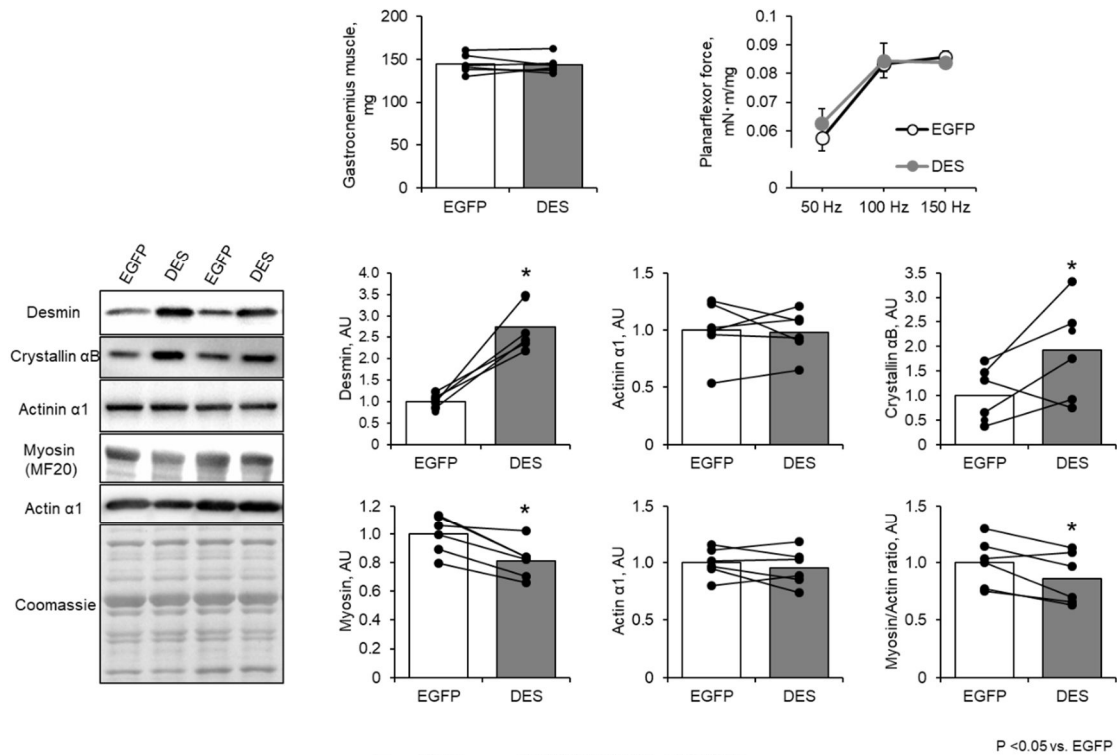 Gastrocnemius muscle,
mg
200
150
100
50
0
EGFP
DES
Planarflexor force,
mN·m/mg
0.1
0.08
0.06
0
50 Hz
100 Hz
150 Hz
EGFP
DES
EGFP
DES
EGFP
DES
Desmin
Crystallin αB
Actinin α1
Myosin
(MF20)
Actin α1
Coomassie
Desmin, AU
4.0
3.5
3.0
2.5
2.0
1.5
1.0
0.5
0.0
*
EGFP
DES
Actinin α1, AU
1.5
1.0
0.5
0
EGFP
DES
Crystallin αB, AU
3.5
3.0
2.5
2.0
1.5
1.0
0.5
0.0
*
EGFP
DES
Myosin, AU
1.2
1.0
0.8
0.6
0.4
0.2
0
*
EGFP
DES
Actin α1, AU
1.5
1.0
0.5
0
EGFP
DES
Myosin/Actin ratio, AU
1.5
1.0
0.5
0
*
EGFP
DES
P <0.05 vs. EGFP